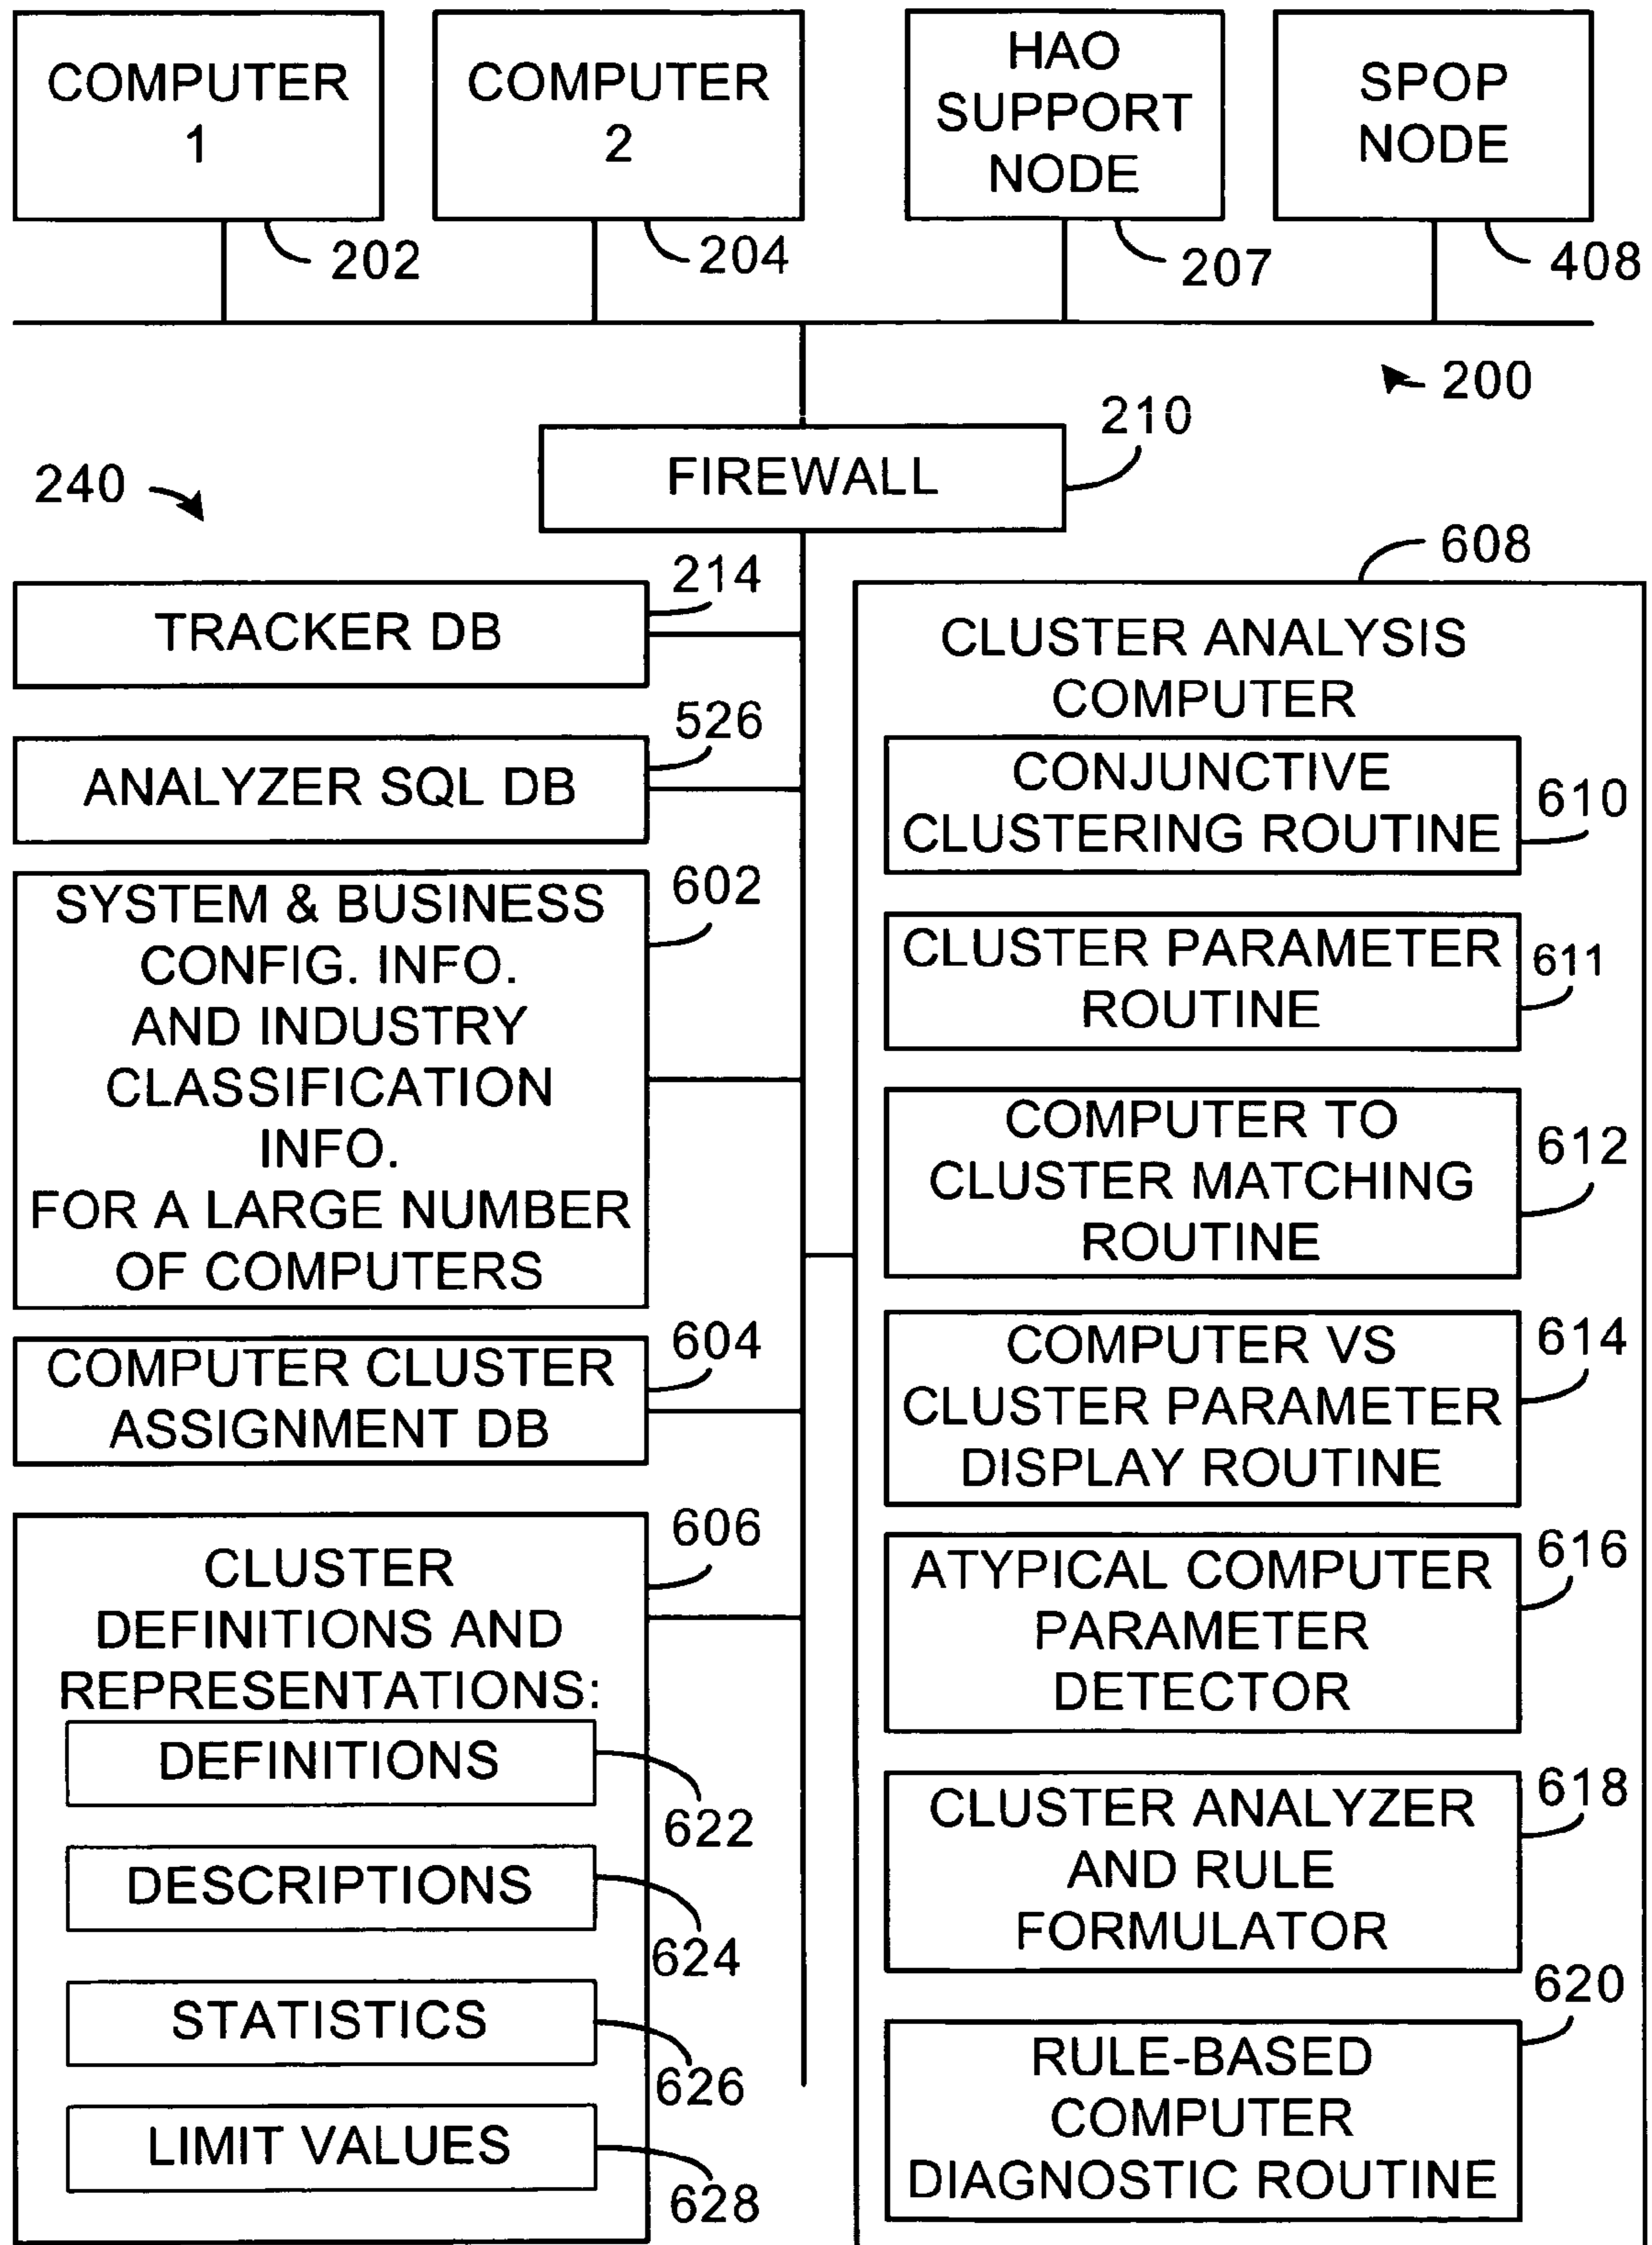 COMPUTER
1
202
COMPUTER
2
204
HAO
SUPPORT
NODE
207
SPOP
NODE
408
200
FIREWALL
210
240
TRACKER DB
214
ANALYZER SQL DB
526
SYSTEM & BUSINESS
CONFIG. INFO.
AND INDUSTRY
CLASSIFICATION
INFO.
FOR A LARGE NUMBER
OF COMPUTERS
602
COMPUTER CLUSTER
ASSIGNMENT DB
604
CLUSTER
DEFINITIONS AND
REPRESENTATIONS:
606
DEFINITIONS
622
DESCRIPTIONS
624
STATISTICS
626
LIMIT VALUES
628
608
CLUSTER ANALYSIS
COMPUTER
CONJUNCTIVE
CLUSTERING ROUTINE
610
CLUSTER PARAMETER
ROUTINE
611
COMPUTER TO
CLUSTER MATCHING
ROUTINE
612
COMPUTER VS
CLUSTER PARAMETER
DISPLAY ROUTINE
614
ATYPICAL COMPUTER
PARAMETER
DETECTOR
616
CLUSTER ANALYZER
AND RULE
FORMULATOR
618
RULE-BASED
COMPUTER
DIAGNOSTIC ROUTINE
620